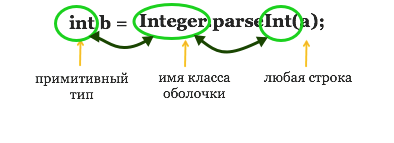 int b = Integer.parseInt(a);
примитивный тип
имя класса оболочки
любая строка